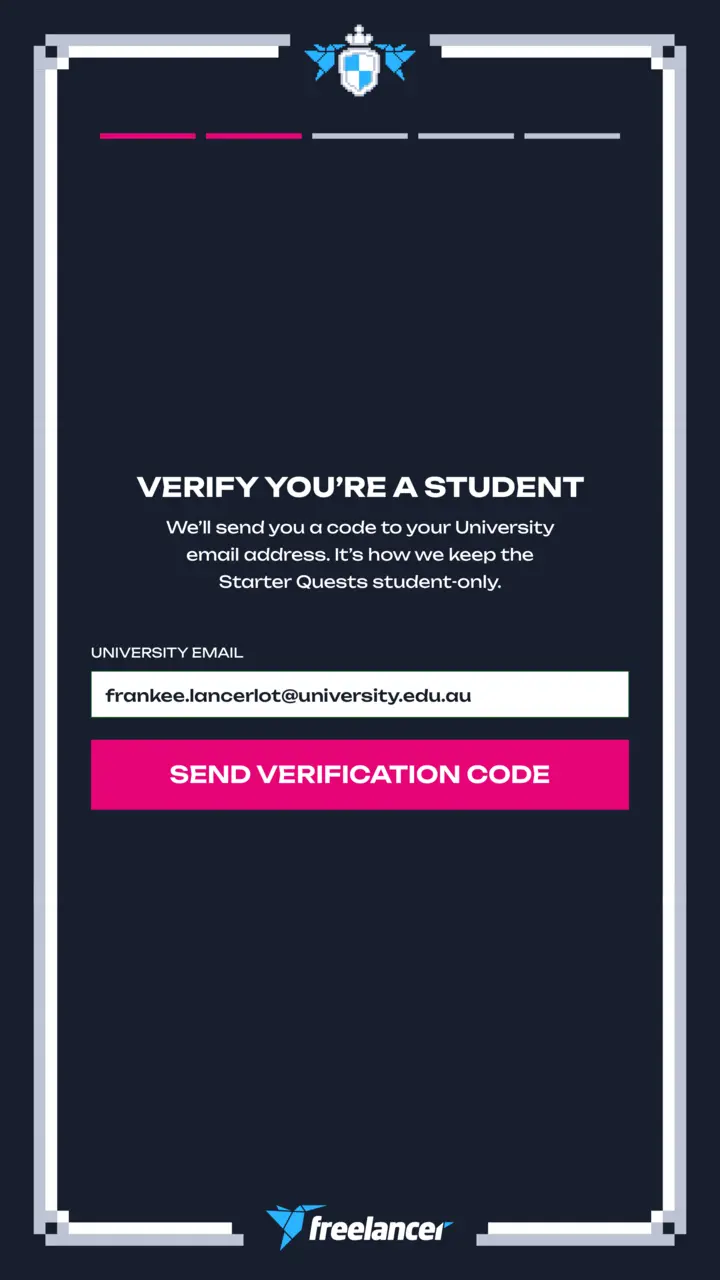 VERIFY YOU’RE A STUDENT
We’ll send you a code to your University
email address. It’s how we keep the
Starter Quests student-only.
UNIVERSITY EMAIL
frankee.lancerlot@university.edu.au
SEND VERIFICATION CODE
freelancer